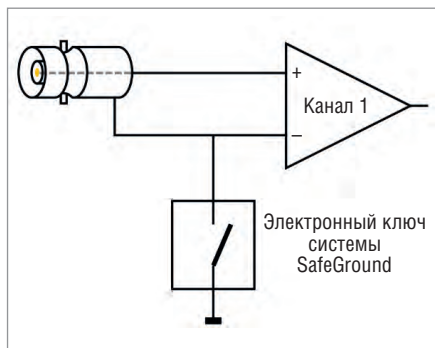 +
Канал 1
–
Электронный ключ
системы
SafeGround